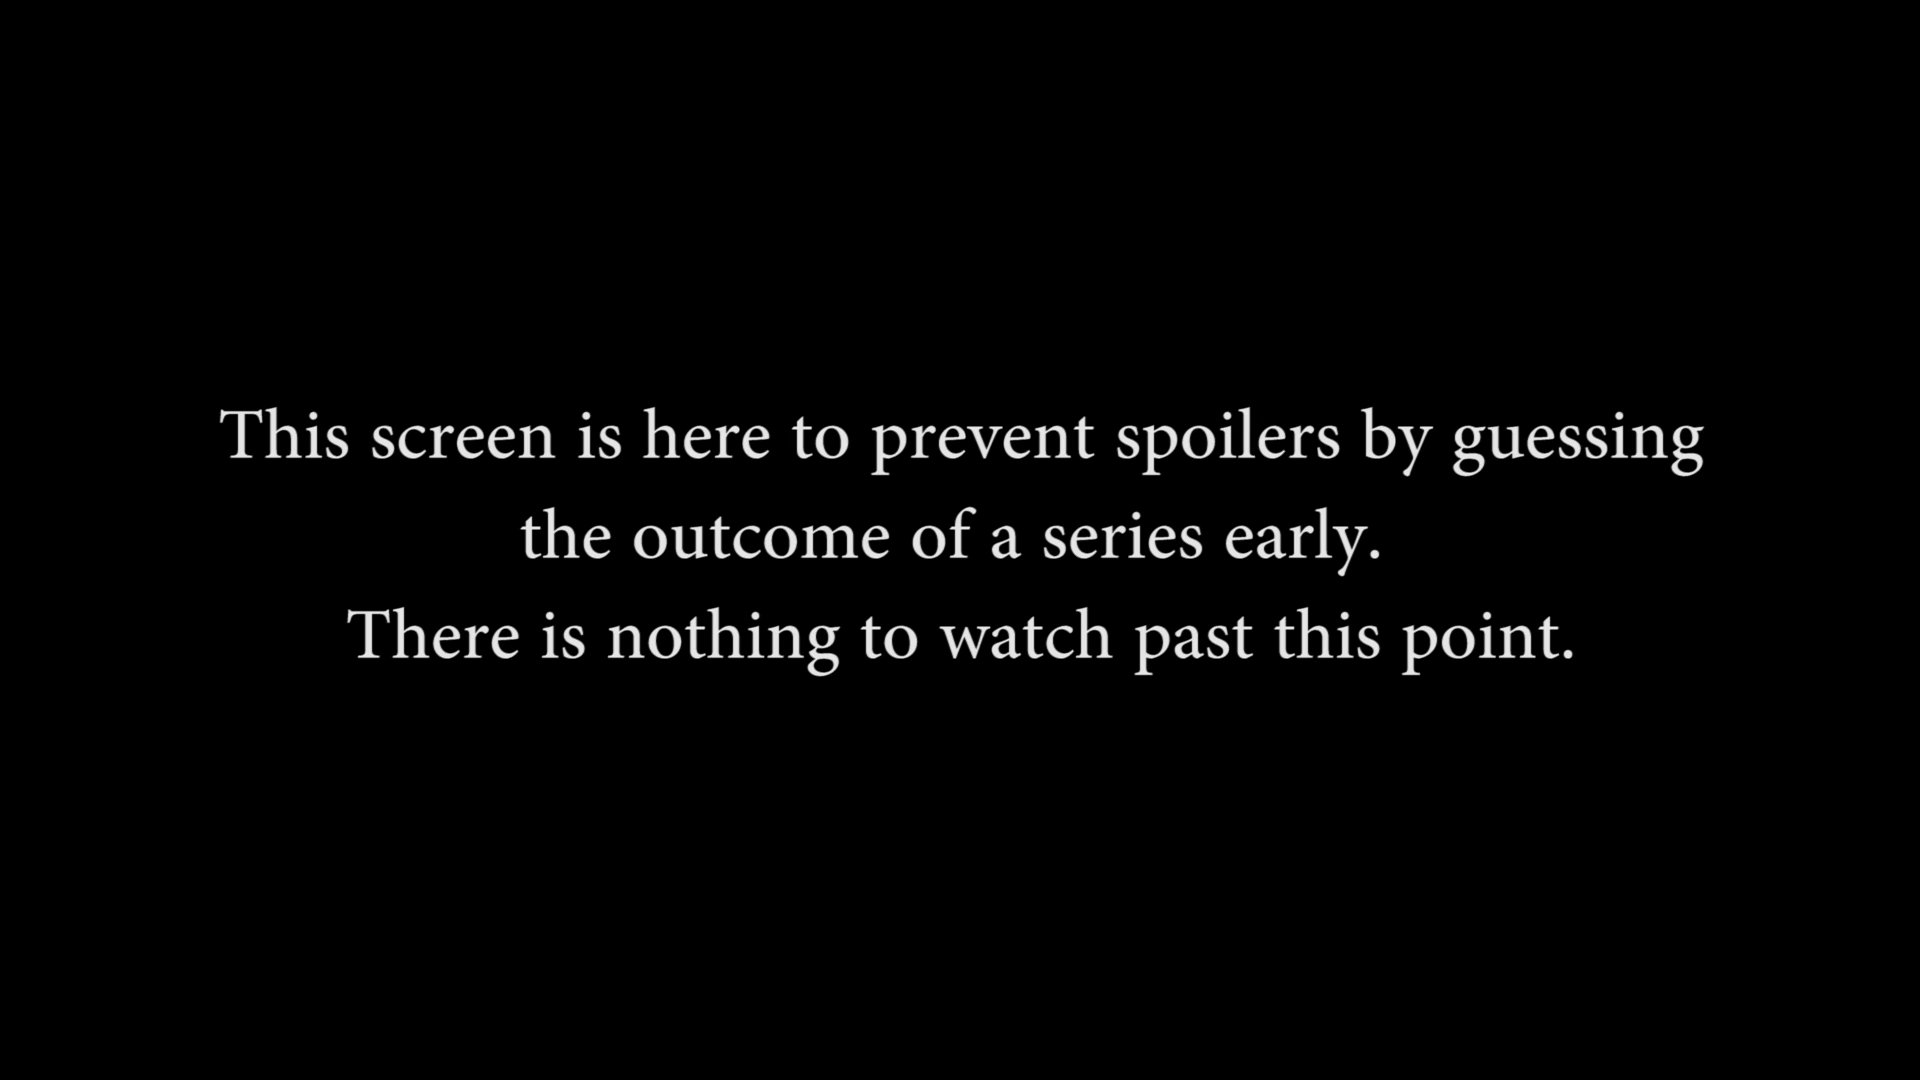 This screen is here to prevent spoilers by guessing
the outcome of a series early.
There is nothing to watch past this point.